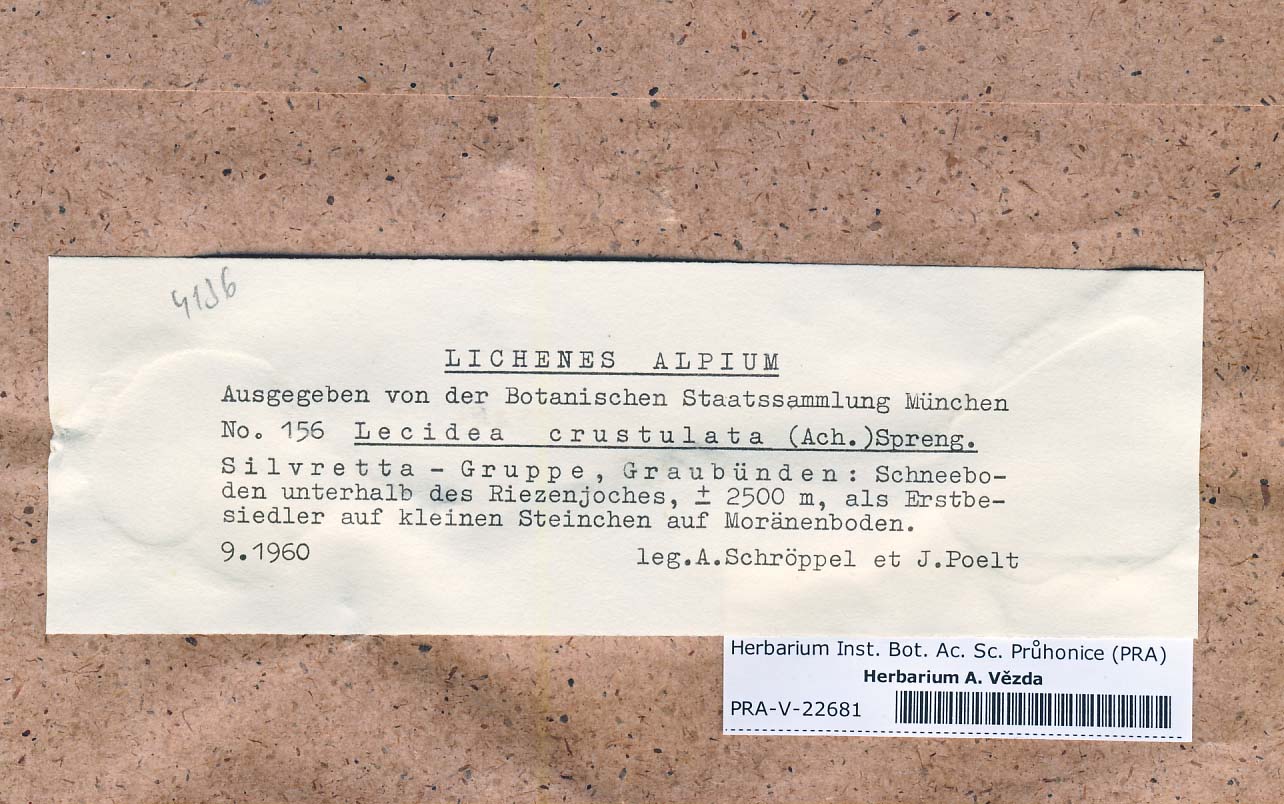 4136
LICHENES ALPIUM
Ausgegeben von der Botanischen Staatssammlung München
No. 156 Lecidea crustulata (Ach.)Spreng.
Silvretta - Gruppe, Graubünden: Schneebo-
den unterhalb des Riezenjoches, ± 2500 m, als Erstbe-
siedler auf kleinen Steinchen auf Moränenboden.
9.1960 leg.A.Schröppel et J.Poelt
Herbarium Inst. Bot. Ac. Sc. Průhonice (PRA)
Herbarium A. Vězda
PRA-V-22681